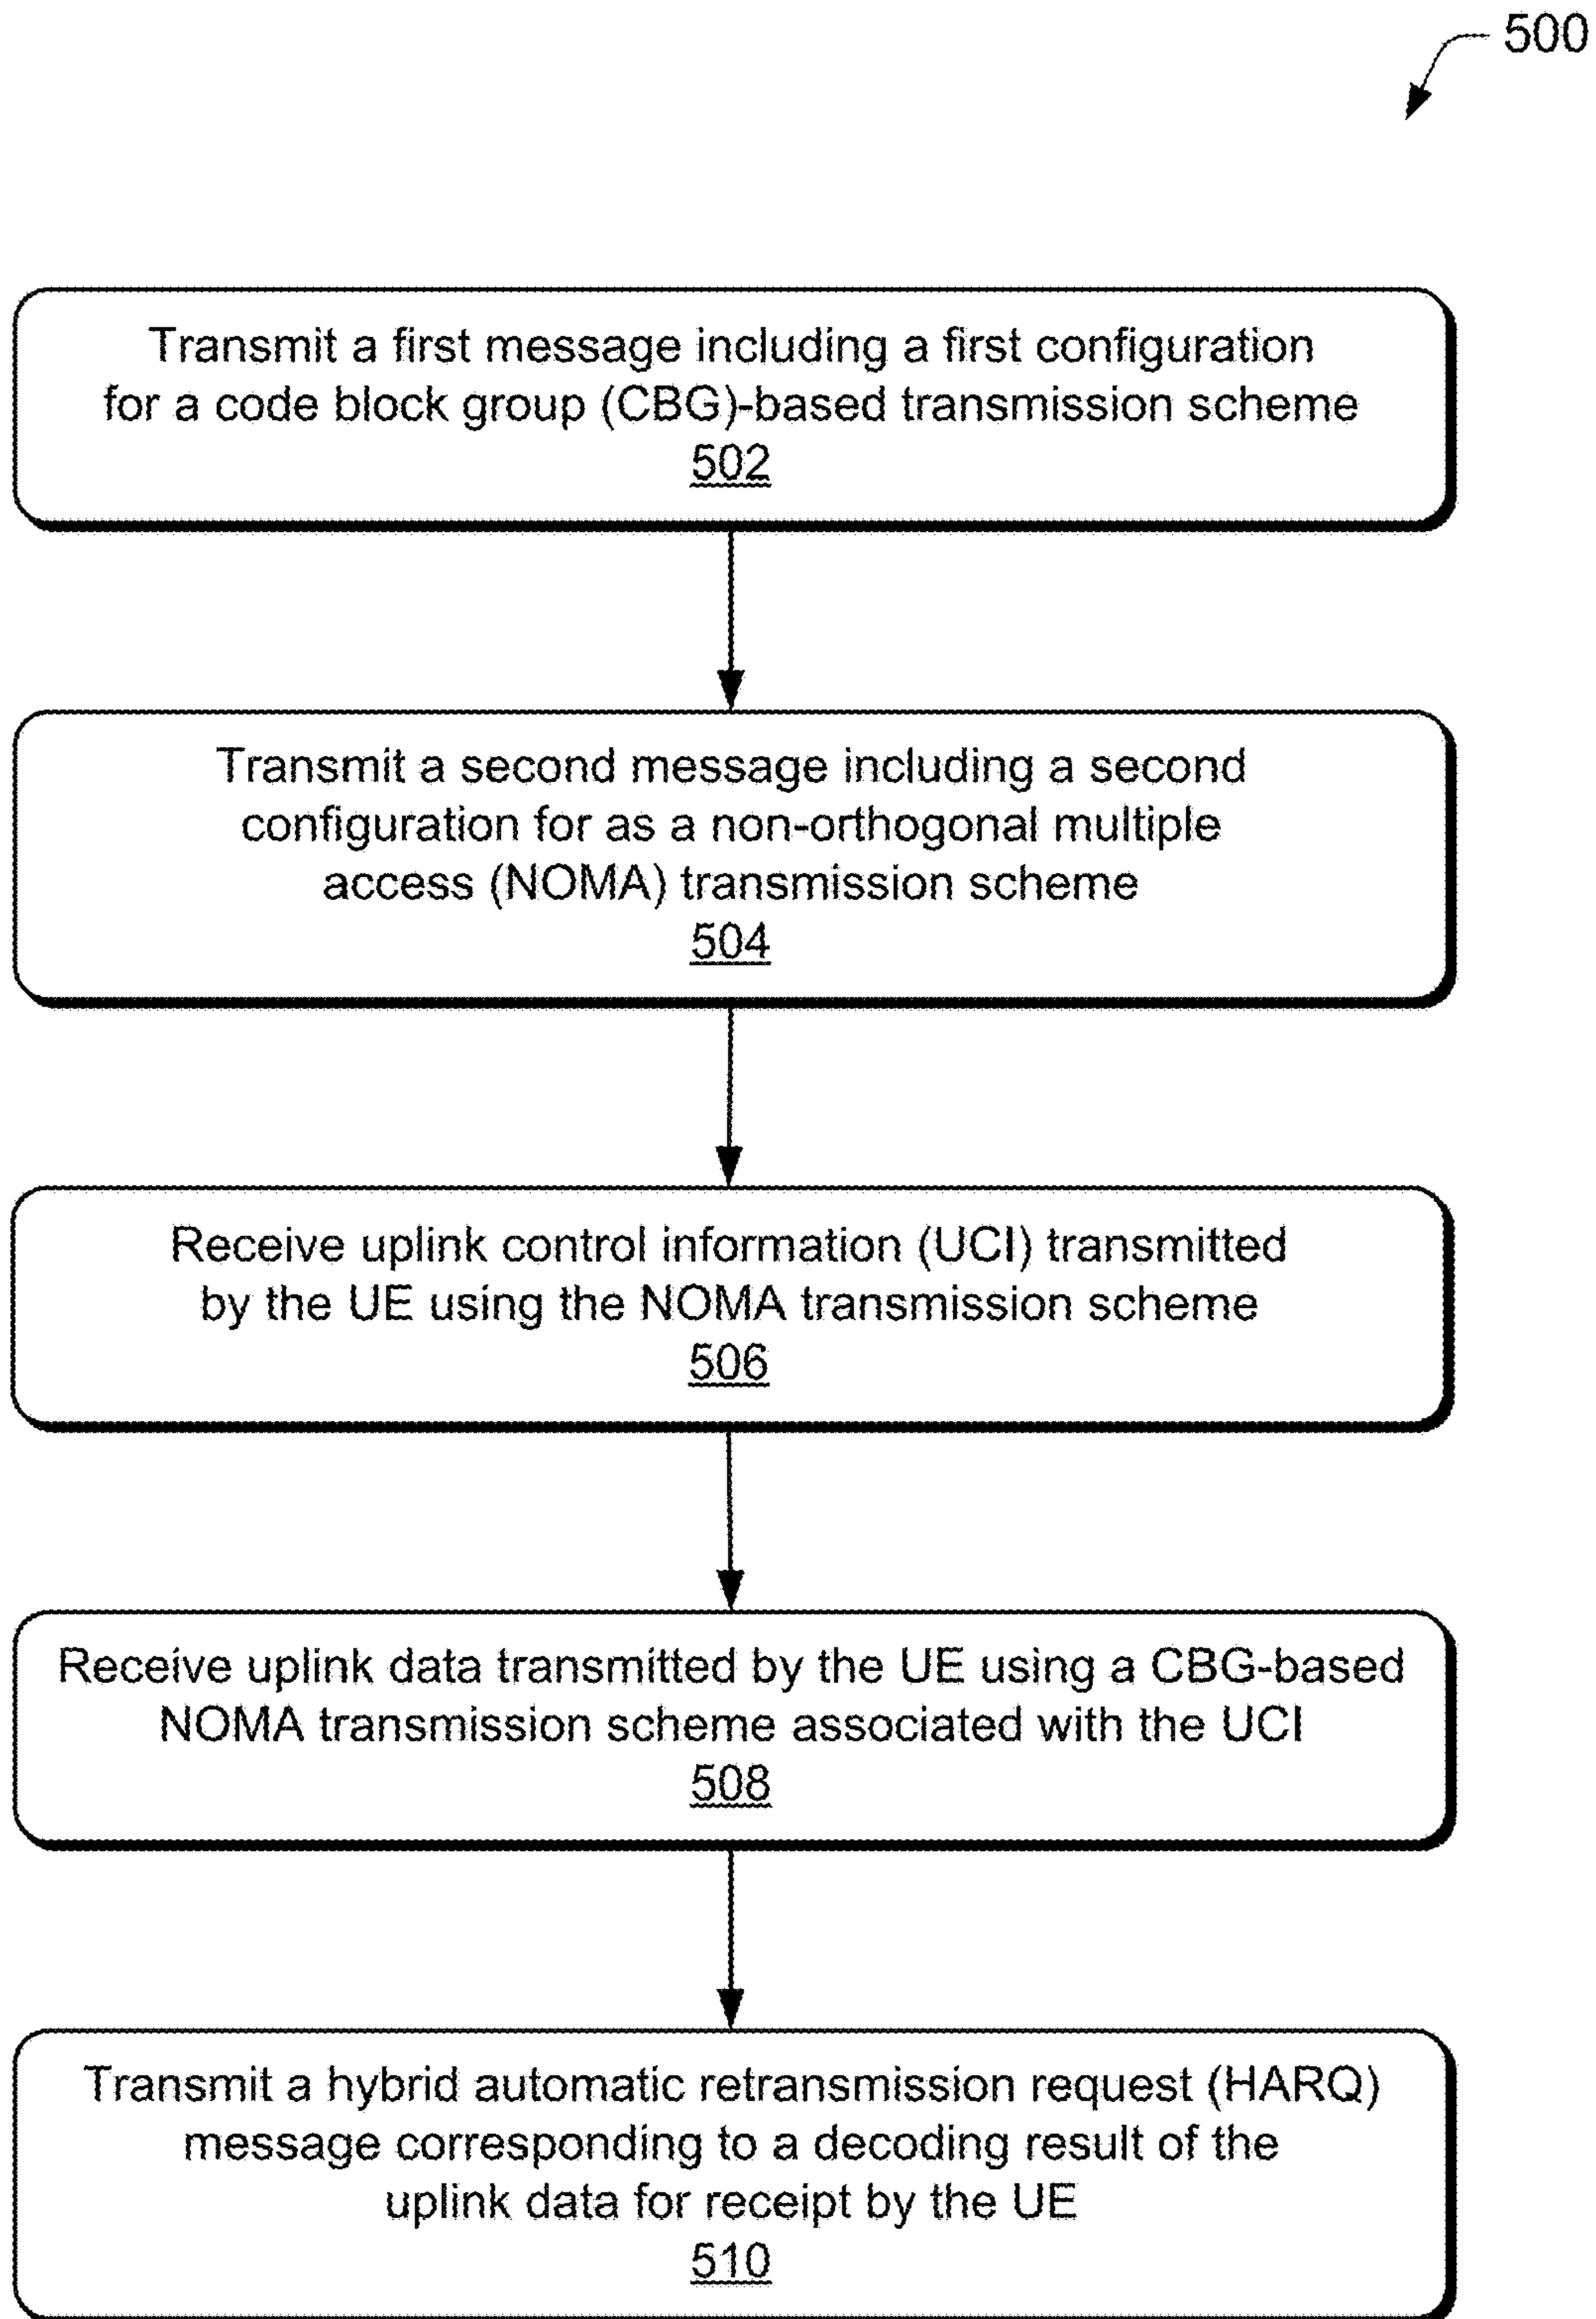 500
Transmit a first message including a first configuration
for a code block group (CBG)-based transmission scheme
502
Transmit a second message including a second
configuration for as a non-orthogonal multiple
access (NOMA) transmission scheme
504
Receive uplink control information (UCI) transmitted
by the UE using the NOMA transmission scheme
506
Receive uplink data transmitted by the UE using a CBG-based
NOMA transmission scheme associated with the UCI
508
Transmit a hybrid automatic retransmission request (HARQ)
message corresponding to a decoding result of the
uplink data for receipt by the UE
510